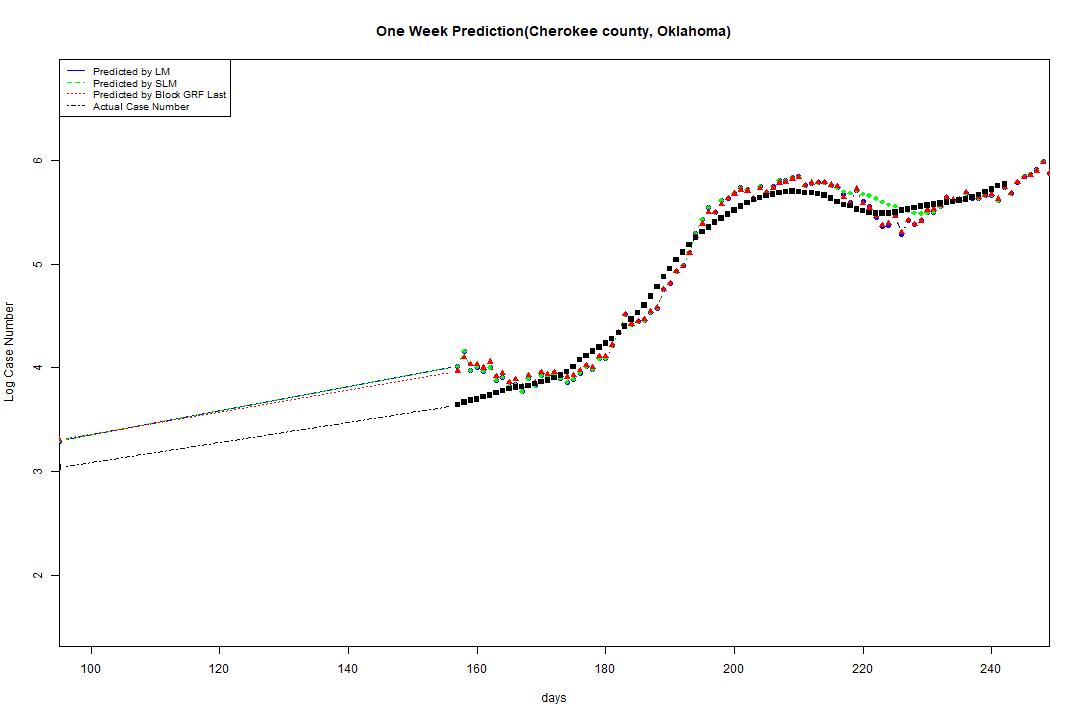 One Week Prediction(Cherokee county, Oklahoma)
Predicted by LM
Predicted by SLM
Predicted by Block GRF Last
Actual Case Number
6
5
4
3
2
Log Case Number
100 120 140 160 180 200 220 240
days